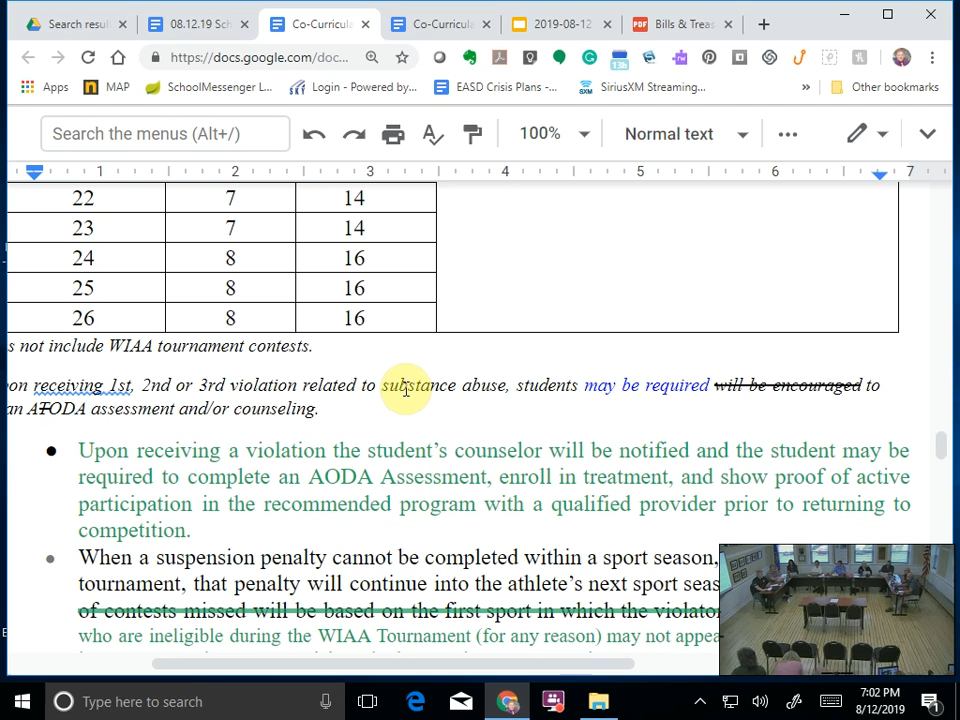 Search resu
08.12.19 Sch
Co-Curricula
Co-Curricula
2019-08-12
Bills & Treas
https://docs.google.com/doc...
13h
Apps
MAP
SchoolMessenger L...
Login - Powered by...
EASD Crisis Plans -...
SiriusXM Streaming...
Other bookmarks
Search the menus (Alt+/)
100%
Normal text
1 2 3 4 5 6 7
22 7 14
23 7 14
24 8 16
25 8 16
26 8 16
s not include WIAA tournament contests.
on receiving 1st, 2nd or 3rd violation related to substance abuse, students may be required will be encouraged to
an ATODA assessment and/or counseling.
Upon receiving a violation the student's counselor will be notified and the student may be
required to complete an AODA Assessment, enroll in treatment, and show proof of active
participation in the recommended program with a qualified provider prior to returning to
competition.
When a suspension penalty cannot be completed within a sport season,
tournament, that penalty will continue into the athlete's next sport seas
of contests missed will be based on the first sport in which the violator
who are ineligible during the WIAA Tournament (for any reason) may not appea
Type here to search
7:02 PM
8/12/2019
1